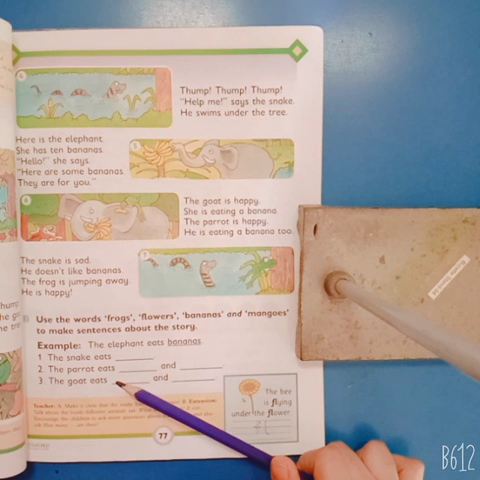 4
Thump! Thump! Thump!
"Help me!" says the snake.
He swims under the tree.
Here is the elephant.
She has ten bananas.
"Hello!" she says.
"Here are some bananas.
They are for you."
5
6
The goat is happy.
She is eating a banana.
The parrot is happy.
He is eating a banana too.
The snake is sad.
He doesn't like bananas.
The frog is jumping away.
He is happy!
7
Use the words 'frogs', 'flowers', 'bananas' and 'mangoes'
to make sentences about the story.
Example: The elephant eats bananas
1 The snake eats
2 The parrot eats and
3 The goat eats and
The bee
is flying
under the flower
77
B612